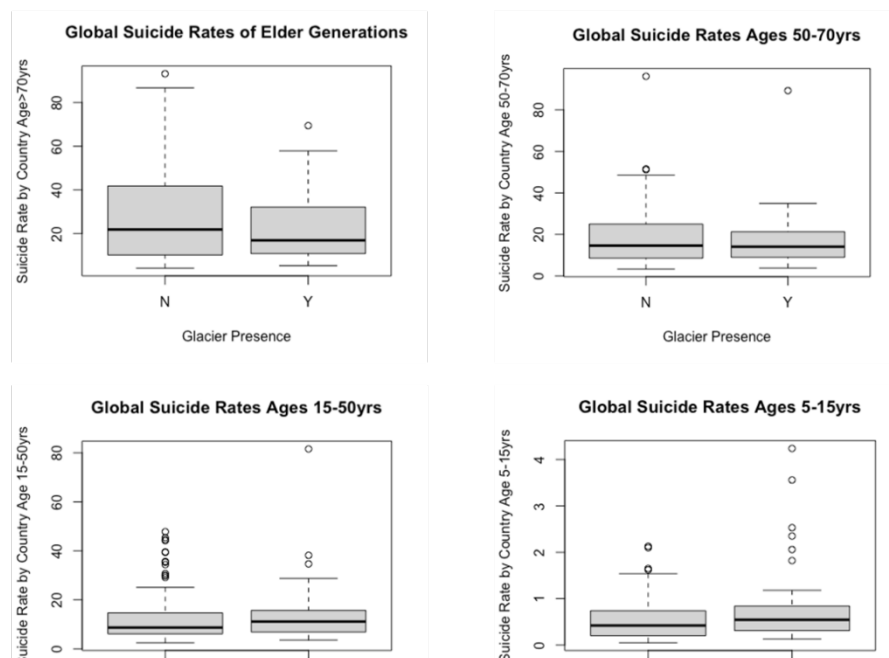 Global Suicide Rates of Elder Generations
Suicide Rate by Country Age>70yrs
80
60
40
20
N
Y
Glacier Presence
Global Suicide Rates Ages 50-70yrs
Suicide Rate by Country Age 50-70yrs
80
60
40
20
0
N
Y
Glacier Presence
Global Suicide Rates Ages 15-50yrs
Suicide Rate by Country Age 15-50yrs
80
60
40
20
0
Global Suicide Rates Ages 5-15yrs
Suicide Rate by Country Age 5-15yrs
4
3
2
1
0